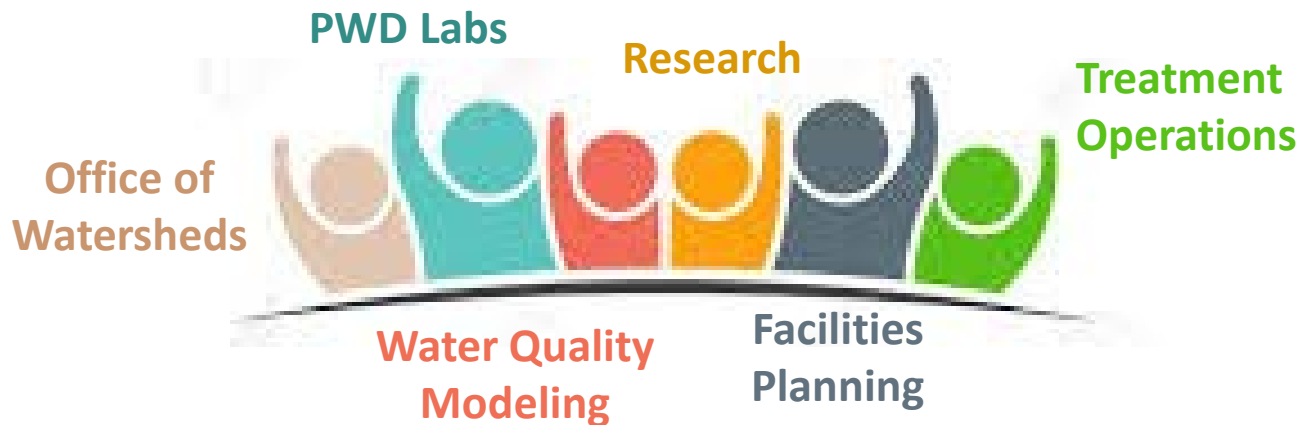 PWD Labs
Research
Treatment
Operations
Office of
Watersheds
Water Quality
Modeling
Facilities
Planning